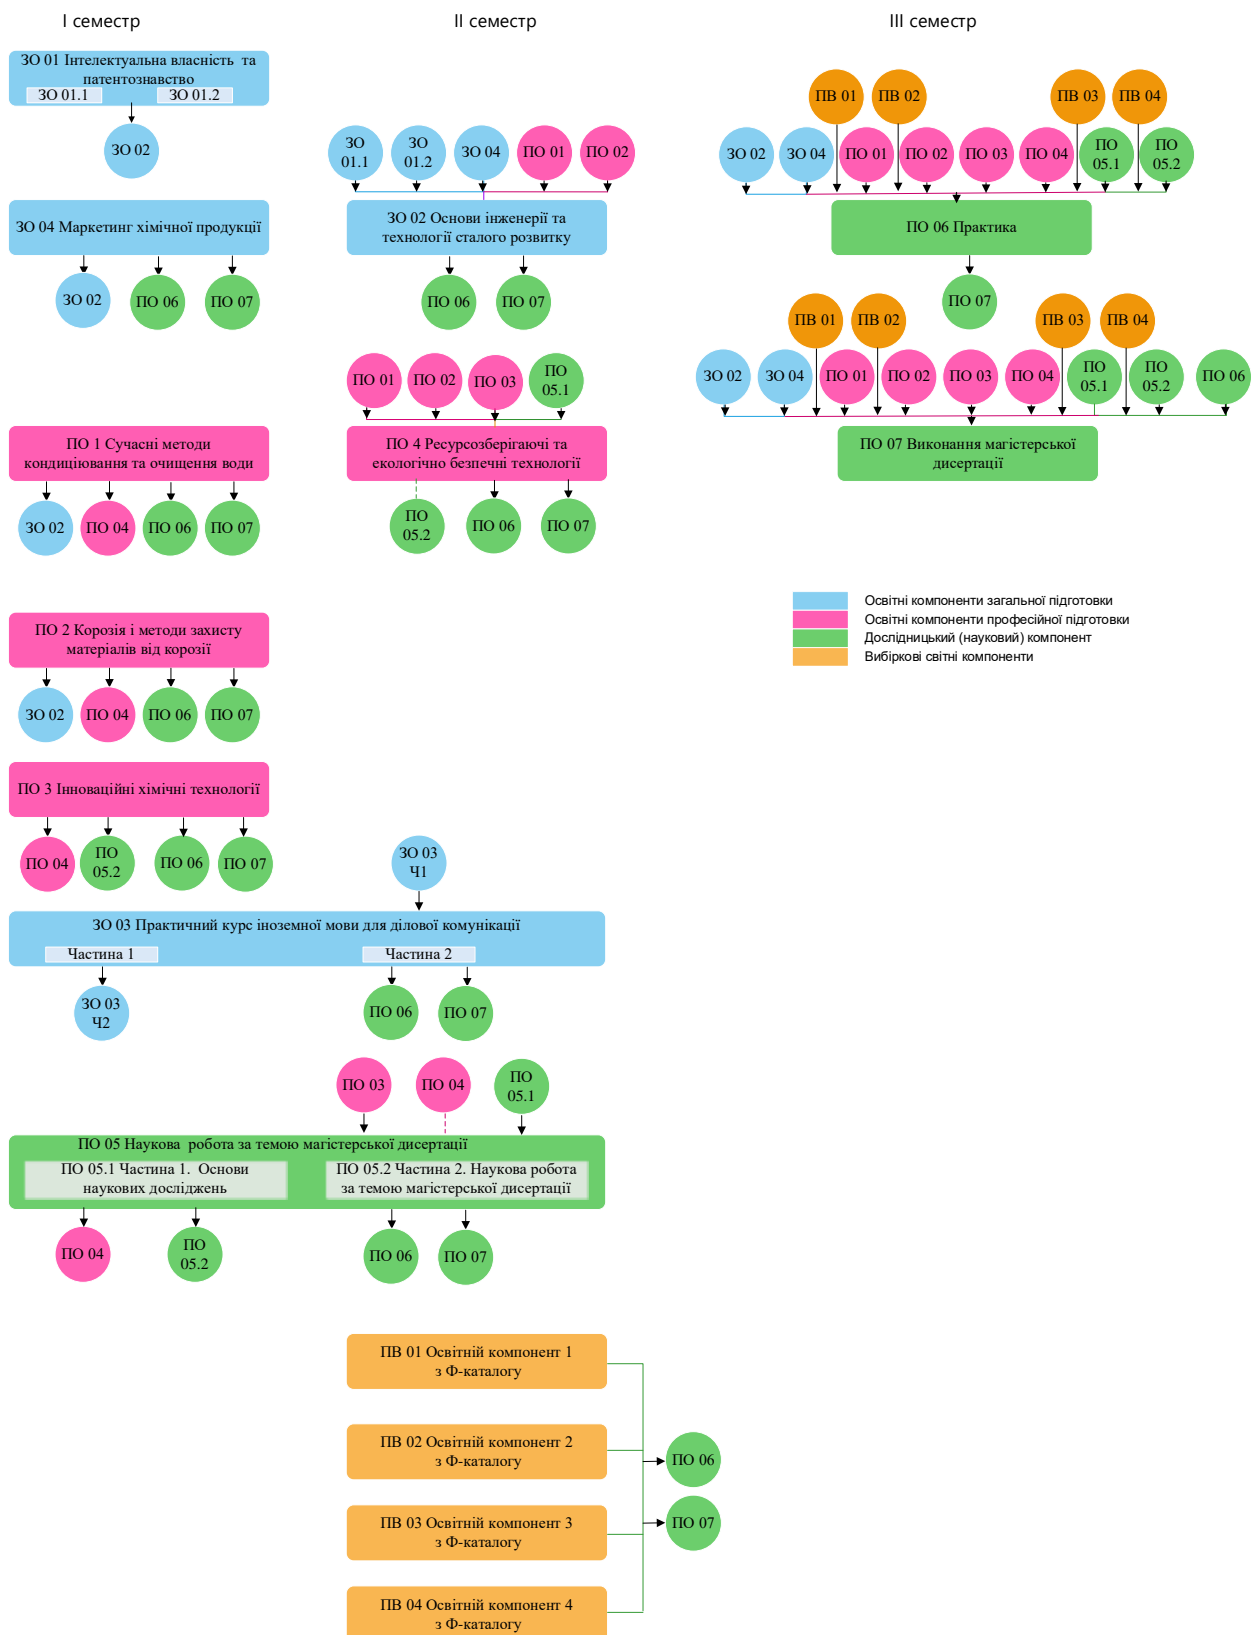 I семестр
II семестр
III семестр
ЗО 01 Інтелектуальна власність та
патентознавство
ЗО 01.1
ЗО 01.2
ЗО 02
ЗО 04 Маркетинг хімічної продукції
ЗО 02
ПО 06
ПО 07
ПО 1 Сучасні методи
кондиціювання та очищення води
ЗО 02
ПО 04
ПО 06
ПО 07
ПО 2 Корозія і методи захисту
матеріалів від корозії
ЗО 02
ПО 04
ПО 06
ПО 07
ПО 3 Інноваційні хімічні технології
ПО 04
ПО
05.2
ПО 06
ПО 07
ЗО
01.1
ЗО
01.2
ЗО 04
ПО 01
ПО 02
ЗО 02 Основи інженерії та
технології сталого розвитку
ПО 06
ПО 07
ПО 01
ПО 02
ПО 03
ПО
05.1
ПО 4 Ресурсозберігаючі та
екологічно безпечні технології
ПО
05.2
ПО 06
ПО 07
ПВ 01
ПВ 02
ПВ 03
ПВ 04
ЗО 02
ЗО 04
ПО 01
ПО 02
ПО 03
ПО 04
ПО
05.1
ПО
05.2
ПО 06 Практика
ПО 07
ПВ 01
ПВ 02
ПВ 03
ПВ 04
ЗО 02
ЗО 04
ПО 01
ПО 02
ПО 03
ПО 04
ПО
05.1
ПО
05.2
ПО 06
ПО 07 Виконання магістерської
дисертації
Освітні компоненти загальної підготовки
Освітні компоненти професійної підготовки
Дослідницький (науковий) компонент
Вибіркові світні компоненти
ЗО 03
Ч1
ЗО 03 Практичний курс іноземної мови для ділової комунікації
Частина 1
Частина 2
ЗО 03
Ч2
ПО 06
ПО 07
ПО 03
ПО 04
ПО
05.1
ПО 05 Наукова робота за темою магістерської дисертації
ПО 05.1 Частина 1. Основи
наукових досліджень
ПО 05.2 Частина 2. Наукова робота
за темою магістерської дисертації
ПО 04
ПО
05.2
ПО 06
ПО 07
ПВ 01 Освітній компонент 1
з Ф-каталогу
ПВ 02 Освітній компонент 2
з Ф-каталогу
ПВ 03 Освітній компонент 3
з Ф-каталогу
ПВ 04 Освітній компонент 4
з Ф-каталогу
ПО 06
ПО 07